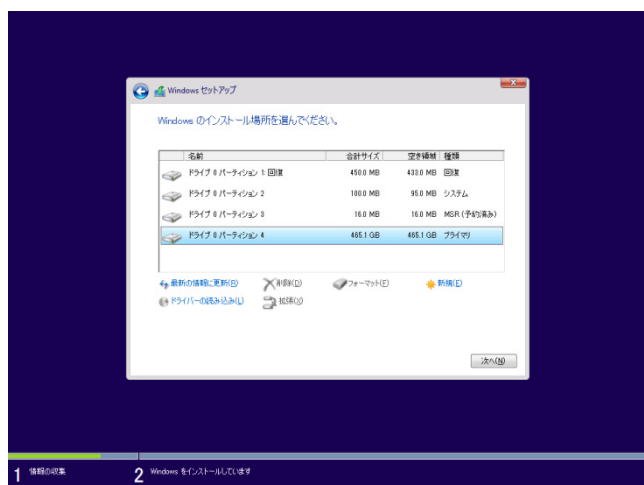 Windows セットアップ
Windows のインストール場所を選んでください。
名前 合計サイズ 空き領域 種類
ドライブ 0 パーティション 1: 回復 450.0 MB 433.0 MB 回復
ドライブ 0 パーティション 2 100.0 MB 95.0 MB システム
ドライブ 0 パーティション 3 16.0 MB 16.0 MB MSR (予約済み)
ドライブ 0 パーティション 4 465.1 GB 465.1 GB プライマリ
最新の情報に更新(R) 削除(D) フォーマット(F) 新規(E)
ドライバーの読み込み(L) 拡張(X)
次へ(N)
1 情報の収集 2 Windows をインストールしています